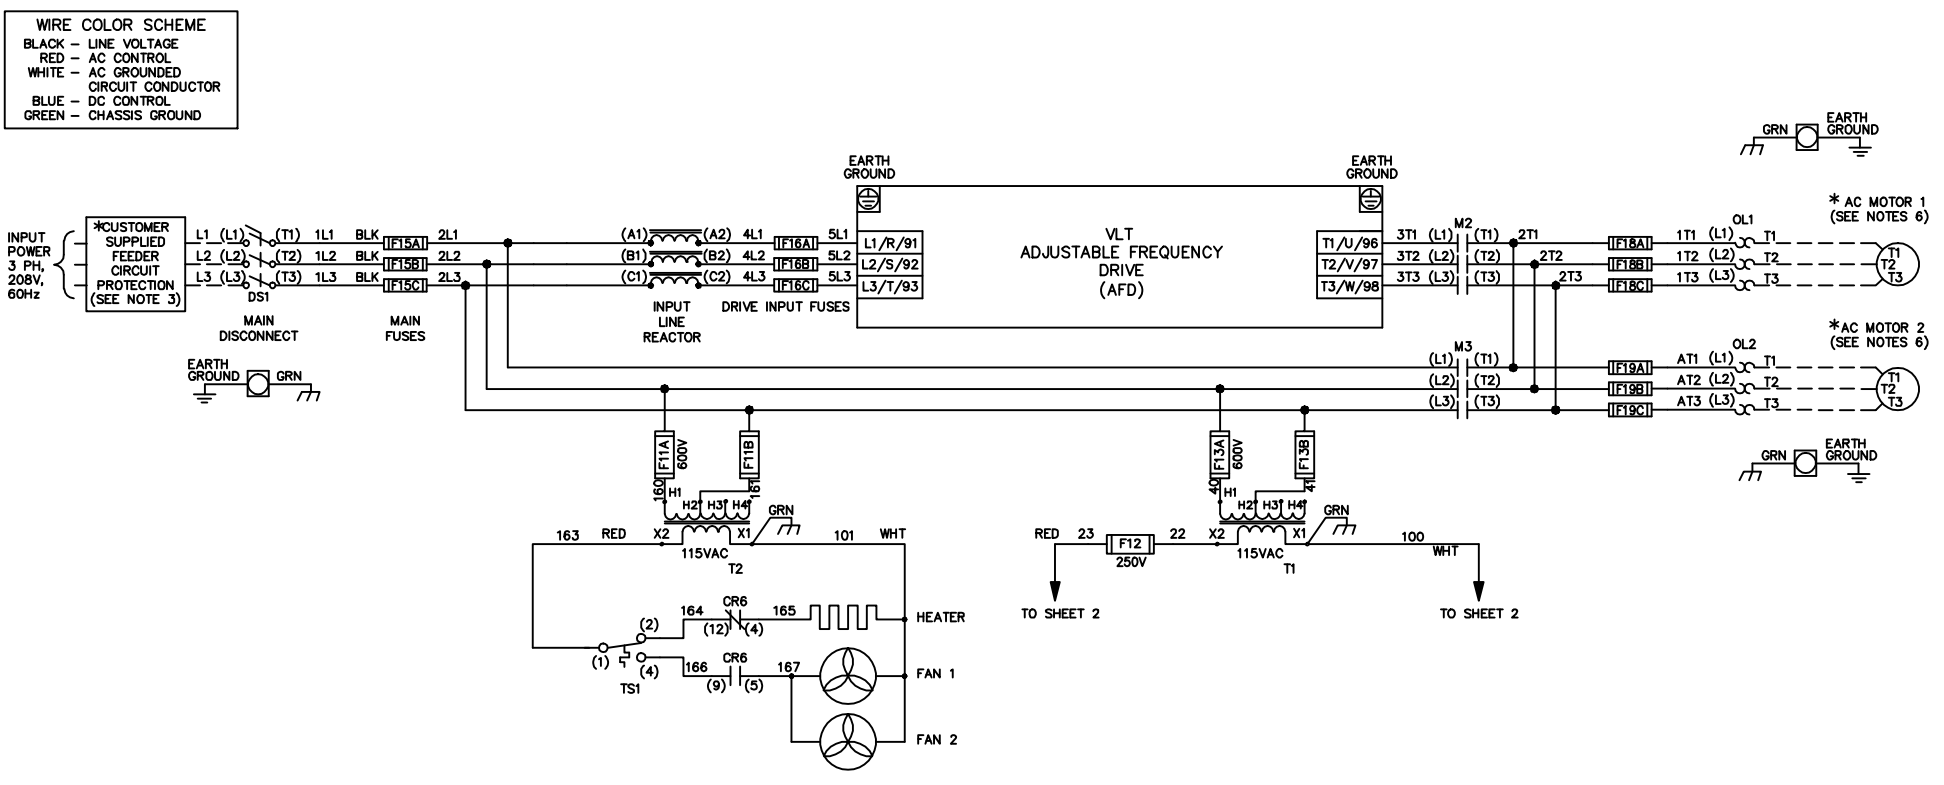 WIRE COLOR SCHEME
BLACK – LINE VOLTAGE
RED – AC CONTROL
WHITE – AC GROUNDED
CIRCUIT CONDUCTOR
BLUE – DC CONTROL
GREEN – CHASSIS GROUND
INPUT
POWER
3 PH,
208V,
60Hz
*CUSTOMER
SUPPLIED
FEEDER
CIRCUIT
PROTECTION
(SEE NOTE 3)
L1 (L1) (T1) 1L1 BLK F15A 2L1
L2 (L2) (T2) 1L2 BLK F15B 2L2
L3 (L3) (T3) 1L3 BLK F15C 2L3
DS1
MAIN
DISCONNECT
MAIN
FUSES
EARTH
GROUND
GRN
(A1) (A2) 4L1 F16A 5L1
(B1) (B2) 4L2 F16B 5L2
(C1) (C2) 4L3 F16C 5L3
INPUT
LINE
REACTOR
DRIVE INPUT FUSES
EARTH
GROUND
L1/R/91
L2/S/92
L3/T/93
VLT
ADJUSTABLE FREQUENCY
DRIVE
(AFD)
EARTH
GROUND
T1/U/96
T2/V/97
T3/W/98
M2
3T1 (L1) (T1) 2T1 F18A 1T1 (L1) T1
3T2 (L2) (T2) 2T2 F18B 1T2 (L2) T2
3T3 (L3) (T3) 2T3 F18C 1T3 (L3) T3
OL1
GRN
EARTH
GROUND
* AC MOTOR 1
(SEE NOTES 6)
T1
T2
T3
M3
(L1) (T1) F19A AT1 (L1) T1
(L2) (T2) F19B AT2 (L2) T2
(L3) (T3) F19C AT3 (L3) T3
OL2
* AC MOTOR 2
(SEE NOTES 6)
T1
T2
T3
GRN
EARTH
GROUND
F11A
600V
F11B
160
161
H1 H2 H3 H4
GRN
163 RED X2 X1 101 WHT
115VAC
T2
F13A
600V
F13B
40
41
H1 H2 H3 H4
GRN
RED 23 F12 22 X2 X1 100
WHT
250V
115VAC
T1
TO SHEET 2
TO SHEET 2
CR6
164 165
(12) (4)
HEATER
(2)
(1)
(4)
TS1
CR6
166 167
(9) (5)
FAN 1
FAN 2